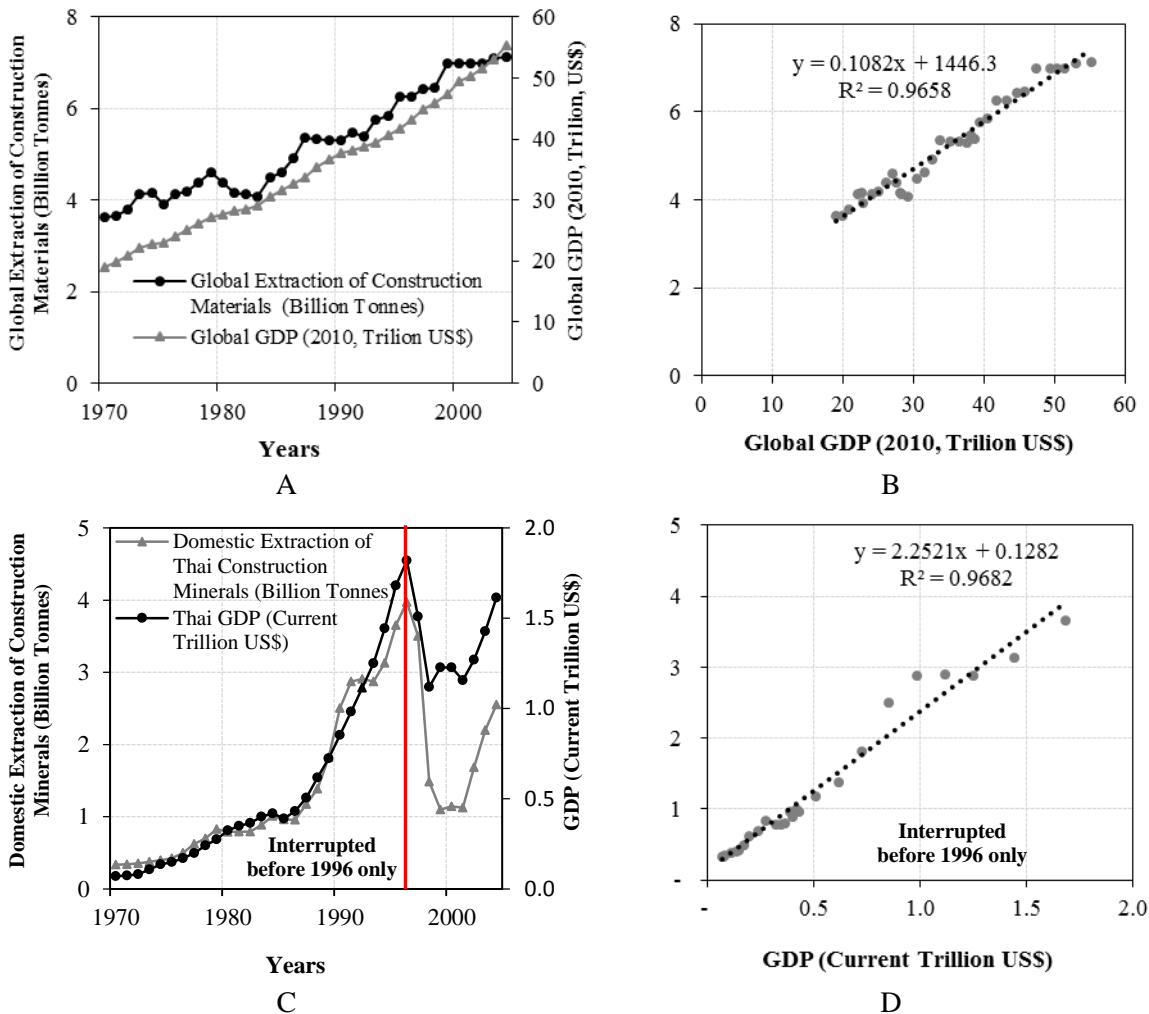 8
6
4
2
0
60
50
40
30
20
10
0
1970
1980
1990
2000
Global Extraction of Construction
Materials (Billion Tonnes)
Global GDP (2010, Trillion, US$)
Global Extraction of Construction
Materials (Billion Tonnes)
Global GDP (2010, Trilion US$)
Years
A
8
6
4
2
0
0
10
20
30
40
50
60
y = 0.1082x + 1446.3
R² = 0.9658
Global GDP (2010, Trilion US$)
B
5
4
3
2
1
0
2.0
1.5
1.0
0.5
0.0
1970
1980
1990
2000
Domestic Extraction of Construction
Minerals (Billion Tonnes)
GDP (Current Trillion US$)
Domestic Extraction of
Thai Construction
Minerals (Billion Tonnes)
Thai GDP (Current
Trillion US$)
Interrupted
before 1996 only
Years
C
5
4
3
2
1
-
-
0.5
1.0
1.5
2.0
y = 2.2521x + 0.1282
R² = 0.9682
Interrupted
before 1996 only
GDP (Current Trillion US$)
D